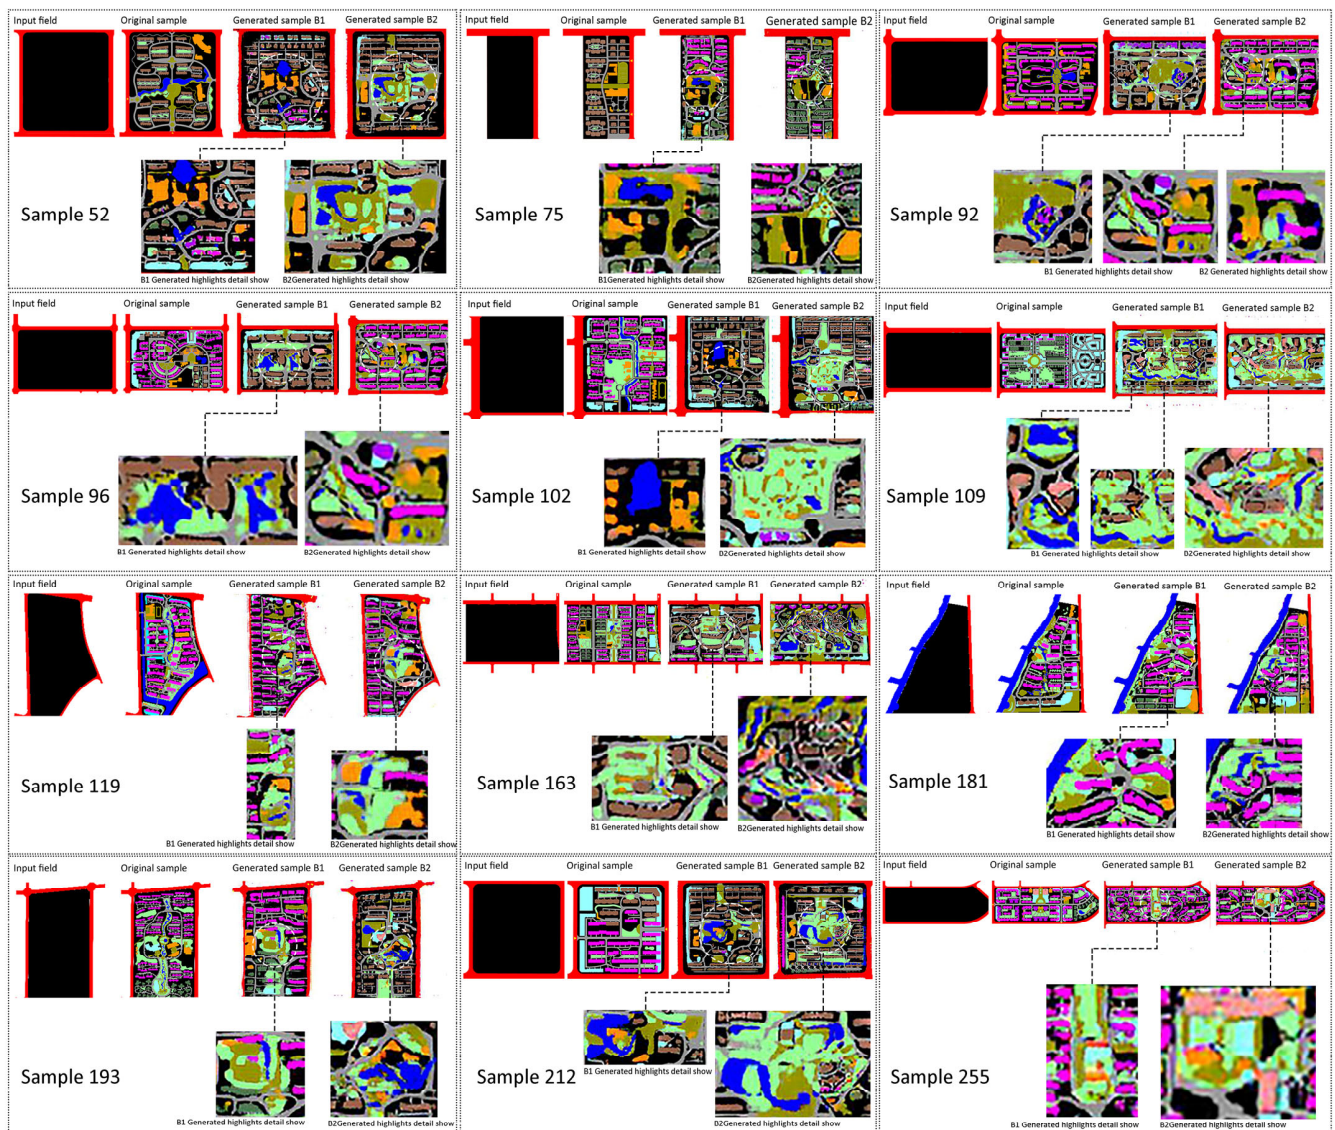 Input field Original sample Generated sample B1 Generated sample B2
Sample 52
B1 Generated highlights detail show B2Generated highlights detail show
Input field Original sample Generated sample B1 Generated sample B2
Sample 75
B1 Generated highlights detail show B2Generated highlights detail show
Input field Original sample Generated sample B1 Generated sample B2
Sample 92
B1 Generated highlights detail show B2 Generated highlights detail show
Input field Original sample Generated sample B1 Generated sample B2
Sample 96
B1 Generated highlights detail show B2Generated highlights detail show
Input field Original sample Generated sample B1 Generated sample B2
Sample 102
B1 Generated highlights detail show D2Generated highlights detail show
Input field Original sample Generated sample B1 Generated sample B2
Sample 109
B1 Generated highlights detail show D2Generated highlights detail show
Input field Original sample Generated sample B1 Generated sample B2
Sample 119
B1 Generated highlights detail show B2Generated highlights detail show
Input field Original sample Generated sample B1 Generated sample B2
Sample 163
B1 Generated highlights detail show B2Generated highlights detail show
Input field Original sample Generated sample B1 Generated sample B2
Sample 181
B1 Generated highlights detail show B2Generated highlights detail show
Input field Original sample Generated sample B1 Generated sample B2
Sample 193
B1 Generated highlights detail show D2Generated highlights detail show
Input field Original sample Generated sample B1 Generated sample B2
Sample 212
B1 Generated highlights detail show D2Generated highlights detail show
Input field Original sample Generated sample B1 Generated sample B2
Sample 255
B1 Generated highlights detail show B2Generated highlights detail show